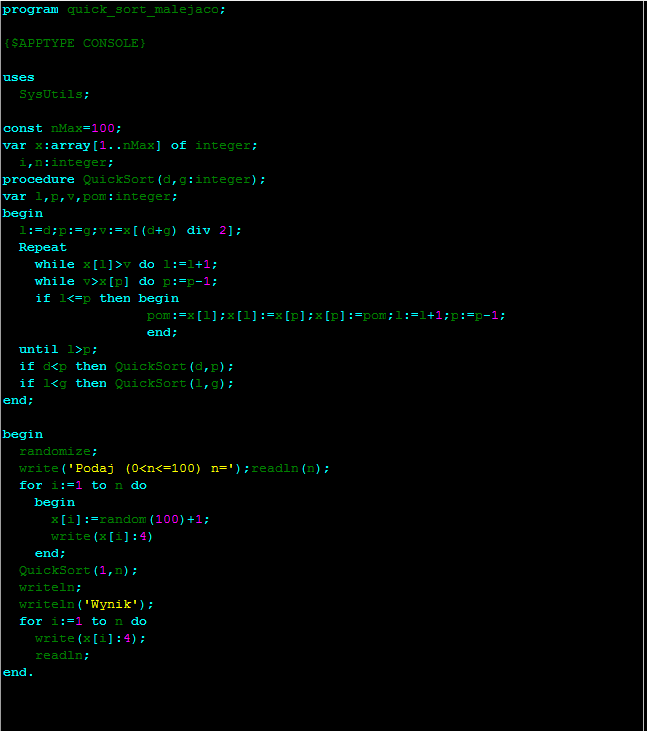 program quick_sort_malejaco;
{$APPTYPE CONSOLE}
uses
SysUtils;
const nMax=100;
var x:array[1..nMax] of integer;
i,n:integer;
procedure QuickSort(d,g:integer);
var l,p,v,pom:integer;
begin
l:=d;p:=g;v:=x[(d+g) div 2];
Repeat
while x[l]>v do l:=l+1;
while v>x[p] do p:=p-1;
if l<=p then begin
pom:=x[l];x[l]:=x[p];x[p]:=pom;l:=l+1;p:=p-1;
end;
until l>p;
if d<p then QuickSort(d,p);
if l<g then QuickSort(l,g);
end;
begin
randomize;
write('Podaj (0<n<=100) n=');readln(n);
for i:=1 to n do
begin
x[i]:=random(100)+1;
write(x[i]:4)
end;
QuickSort(1,n);
writeln;
writeln('Wynik');
for i:=1 to n do
write(x[i]:4);
readln;
end.